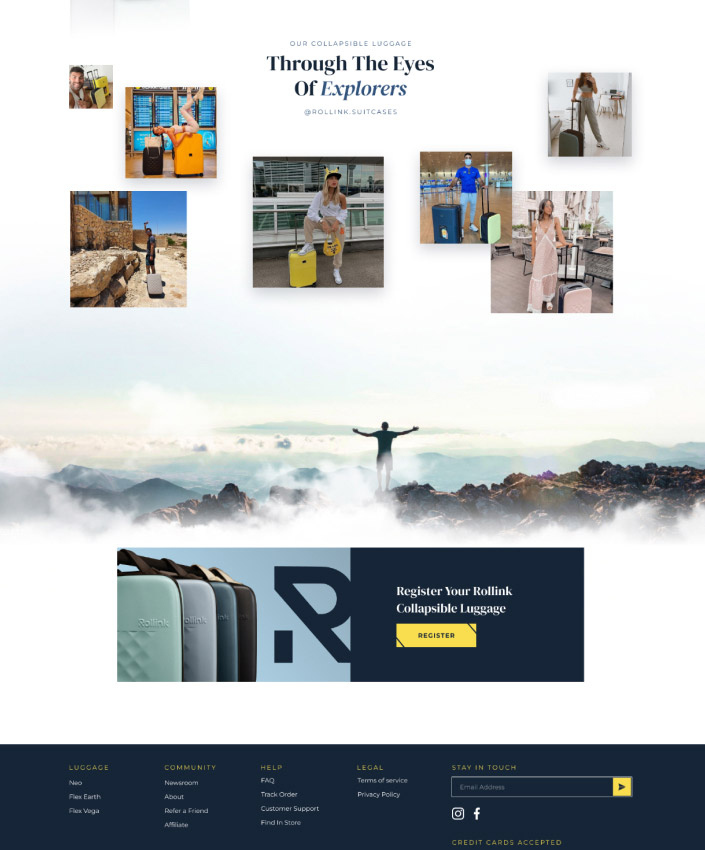 OUR COLLAPSIBLE LUGGAGE
Through The Eyes
Of Explorers
@ROLLINK.SUITCASES
Rollink
Register Your Rollink
Collapsible Luggage
REGISTER
LUGGAGE
Neo
Flex Earth
Flex Vega
COMMUNITY
Newsroom
About
Refer a Friend
Affiliate
HELP
FAQ
Track Order
Customer Support
Find In Store
LEGAL
Terms of service
Privacy Policy
STAY IN TOUCH
Email Address
CREDIT CARDS ACCEPTED